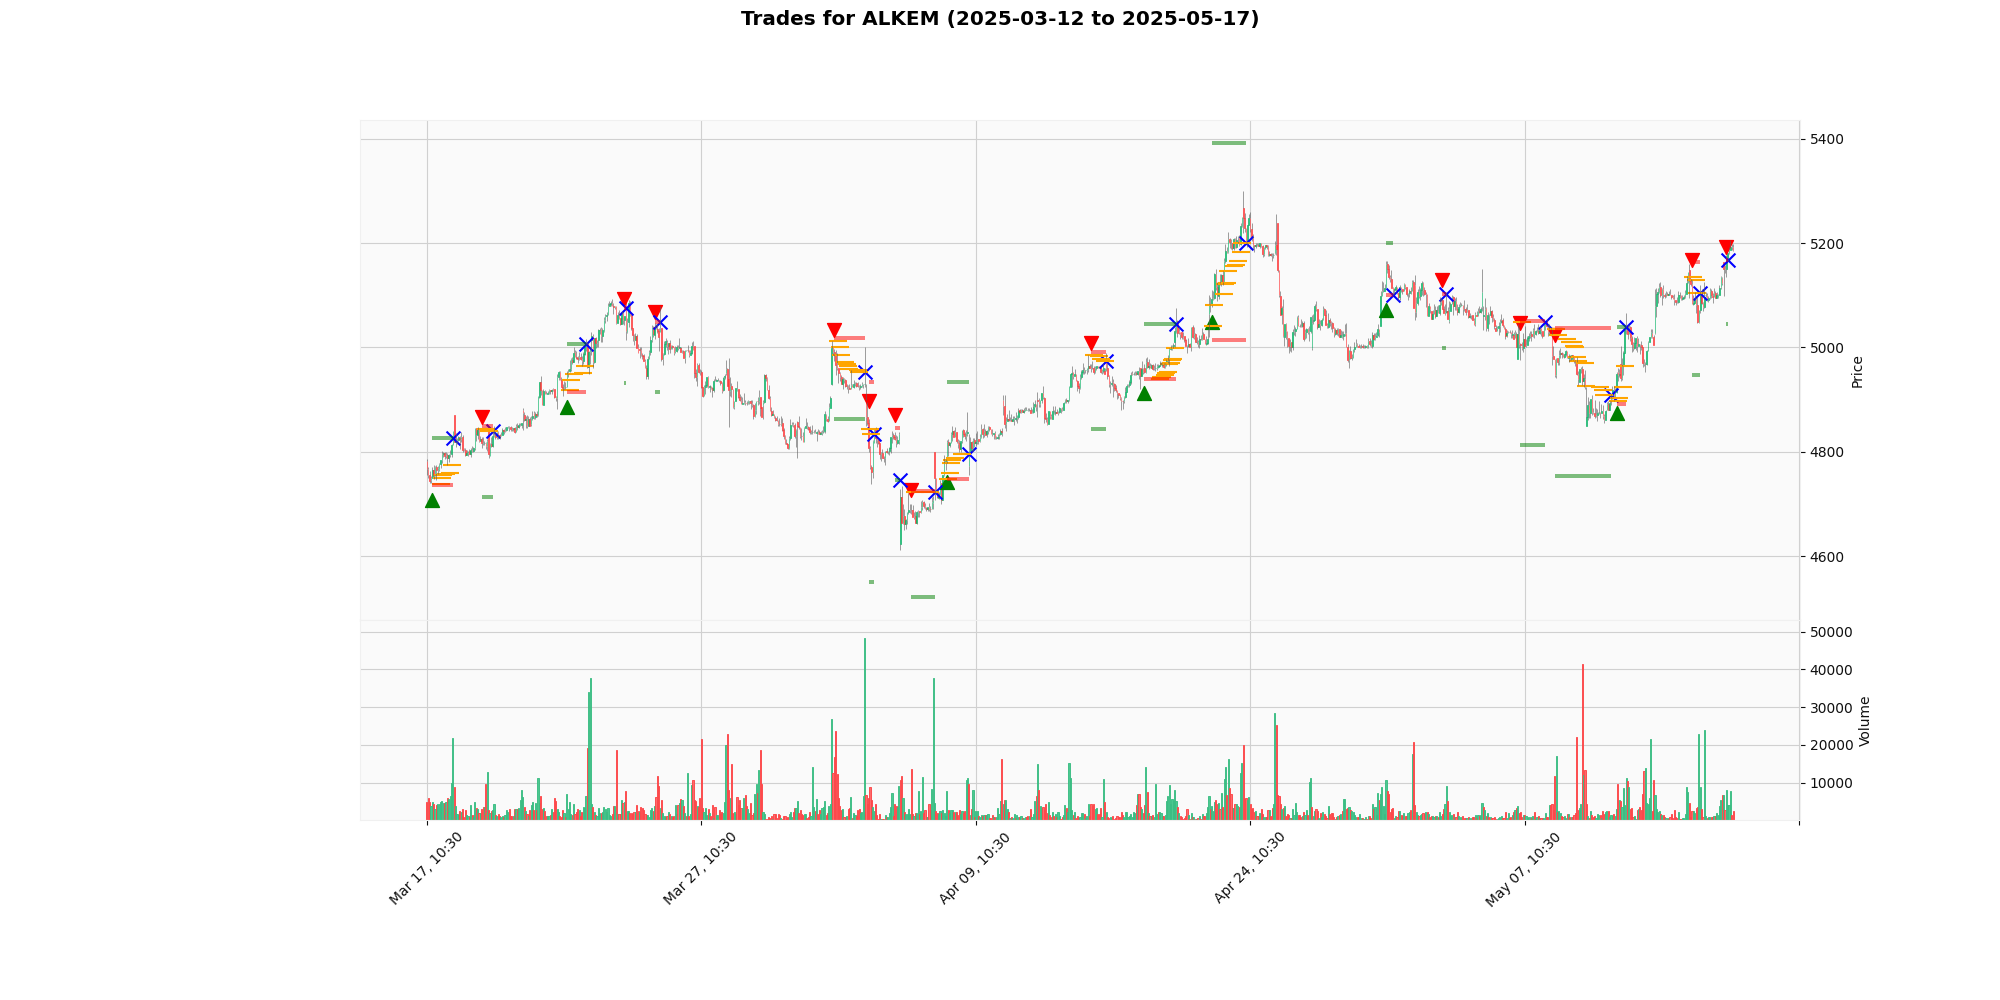 Trades for ALKEM (2025-03-12 to 2025-05-17)
5400
5200
5000
4800
4600
Price
50000
40000
30000
20000
10000
Volume
Mar 17, 10:30
Mar 27, 10:30
Apr 09, 10:30
Apr 24, 10:30
May 07, 10:30